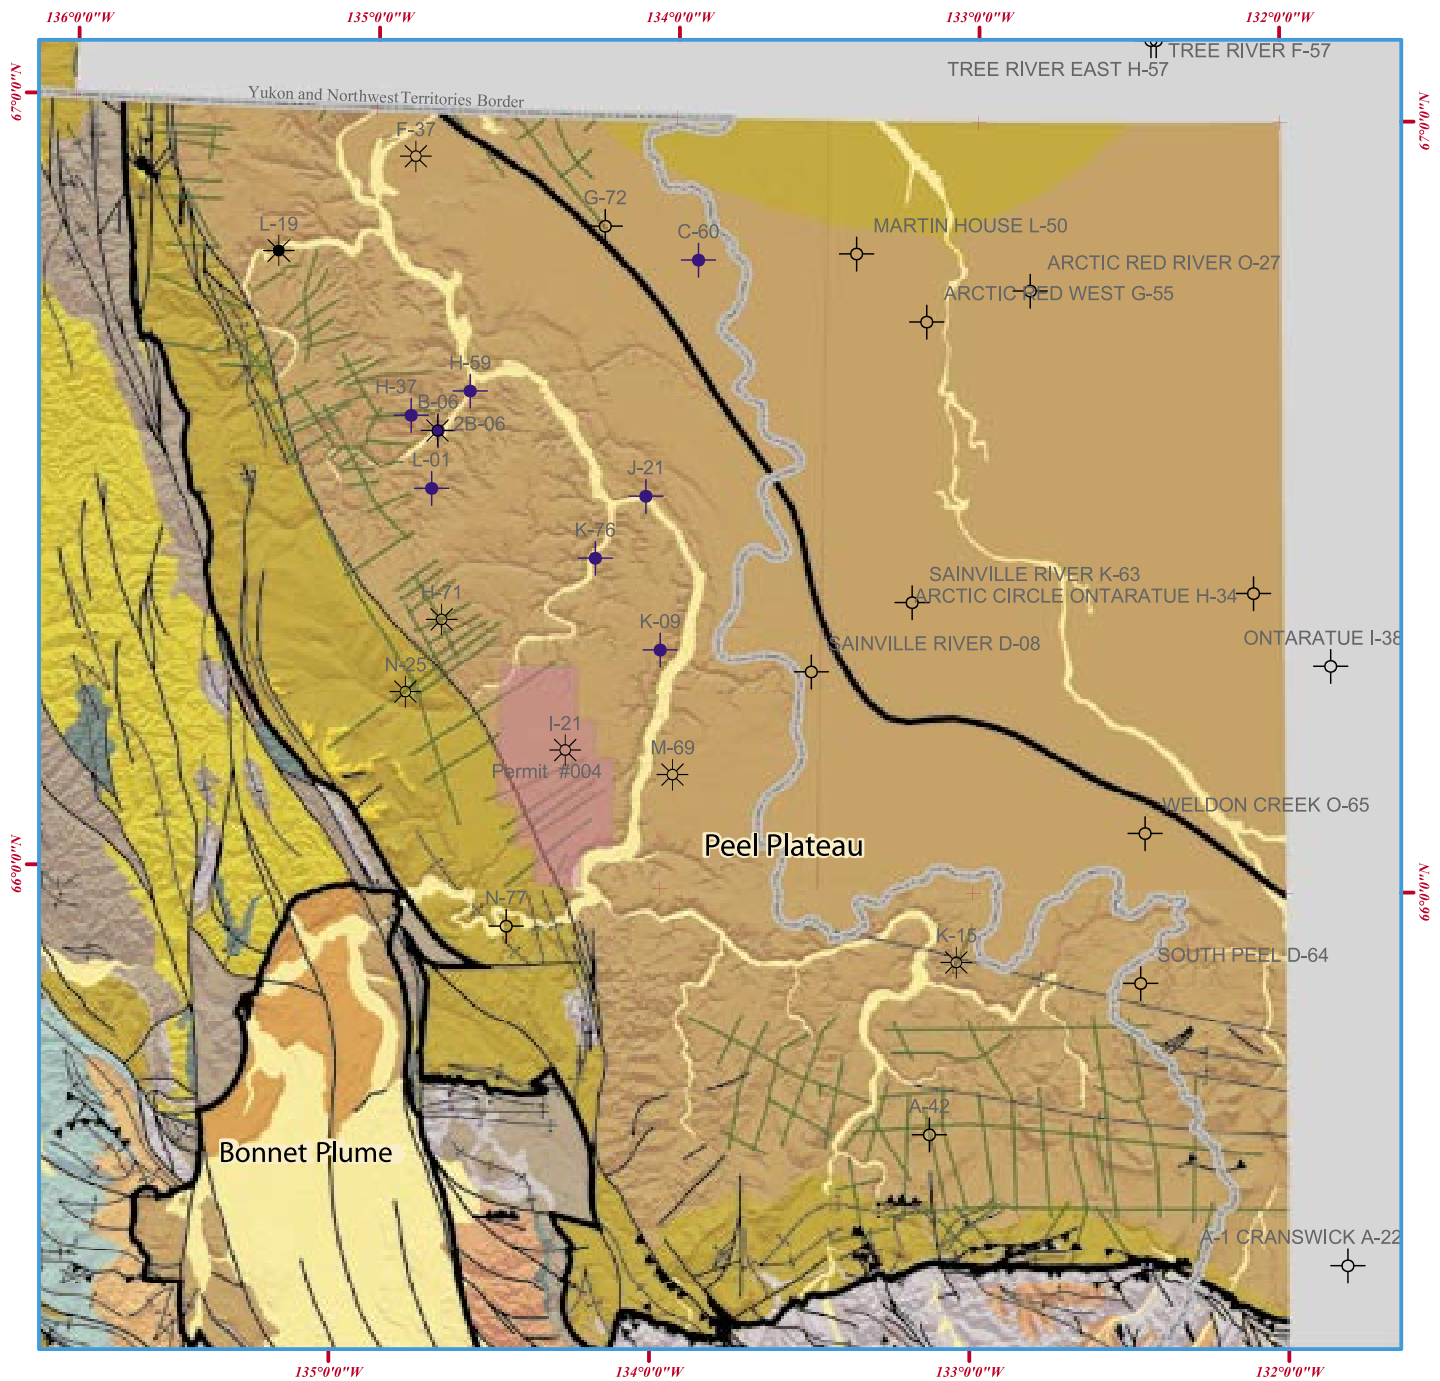 136°0'0"W
135°0'0"W
134°0'0"W
133°0'0"W
132°0'0"W
TREE RIVER F-57
TREE RIVER EAST H-57
67°0'0"N
67°0'0"N
Yukon and Northwest Territories Border
F-37
G-72
L-19
C-60
MARTIN HOUSE L-50
ARCTIC RED RIVER O-27
ARCTIC RED WEST G-55
H-59
H-37
B-06
2B-06
L-01
J-21
K-76
H-71
SAINVILLE RIVER K-63
ARCTIC CIRCLE ONTARATUE H-34
K-09
SAINVILLE RIVER D-08
ONTARATUE I-38
N-25
I-21
M-69
Permit #004
WELDON CREEK O-65
Peel Plateau
66°0'0"N
66°0'0"N
N-77
K-15
SOUTH PEEL D-64
A-42
Bonnet Plume
A-1 CRANSWICK A-22
135°0'0"W
134°0'0"W
133°0'0"W
132°0'0"W